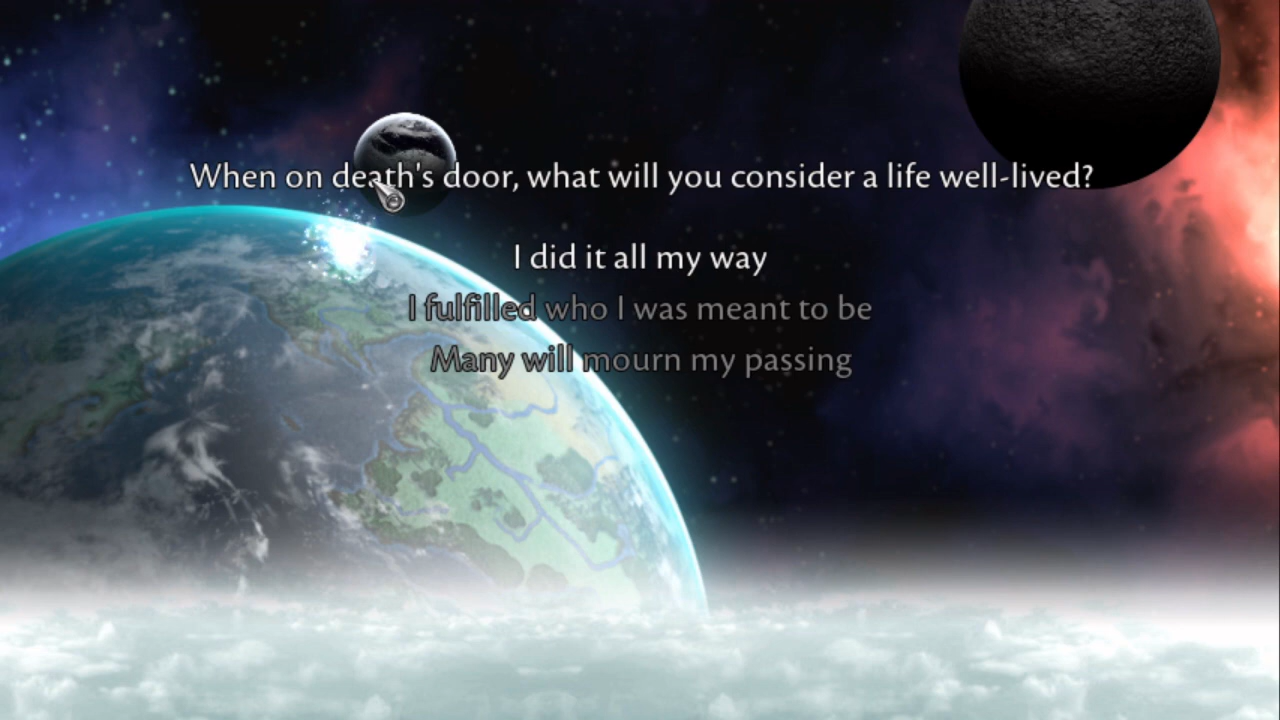 When on death's door, what will you consider a life well-lived?
I did it all my way
I fulfilled who I was meant to be
Many will mourn my passing